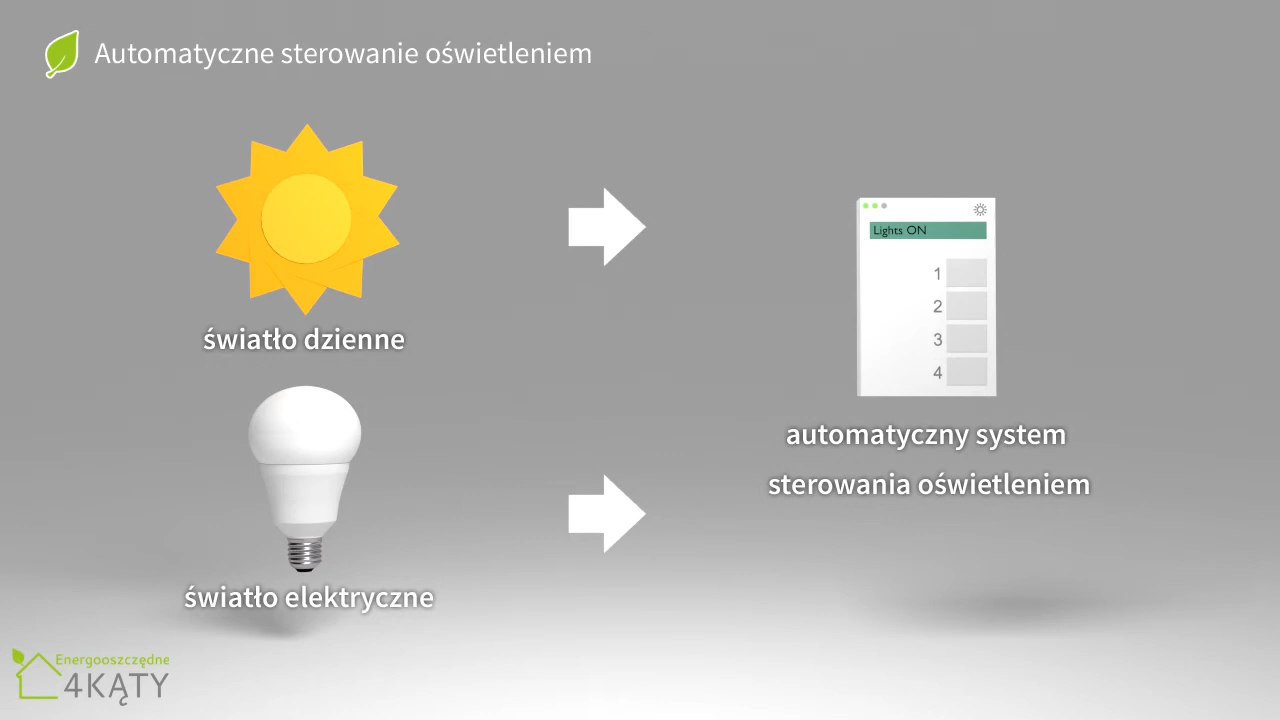 Automatyczne sterowanie oświetleniem
światło dzienne
światło elektryczne
Lights ON
1
2
3
4
automatyczny system
sterowania oświetleniem
Energooszczędne
4KĄTY